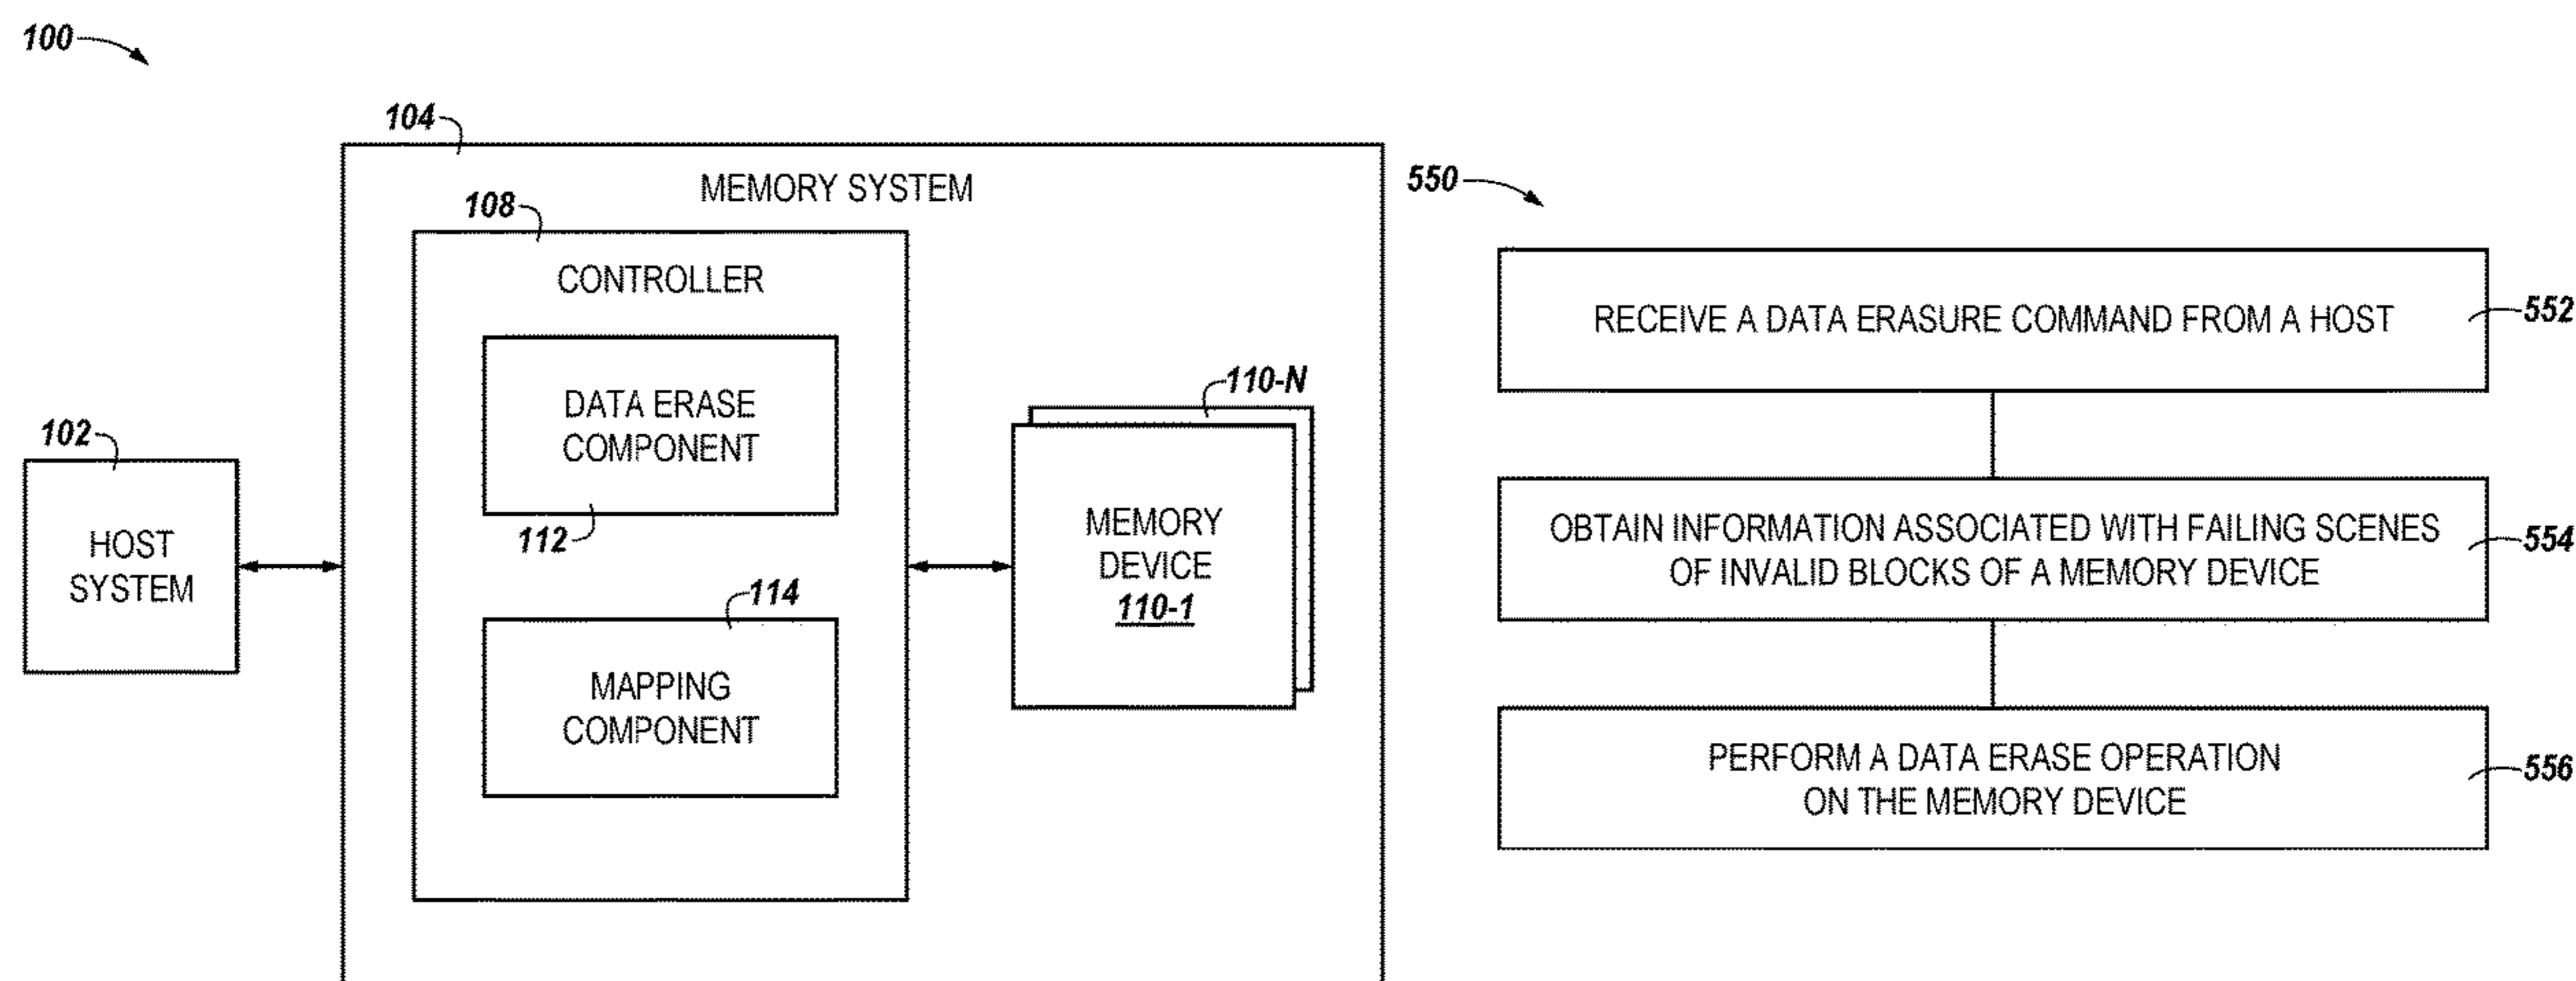 100
104
MEMORY SYSTEM
108
CONTROLLER
DATA ERASE
COMPONENT
112
114
MAPPING
COMPONENT
102
HOST
SYSTEM
110-N
MEMORY
DEVICE
110-1
550
RECEIVE A DATA ERASURE COMMAND FROM A HOST
552
OBTAIN INFORMATION ASSOCIATED WITH FAILING SCENES
OF INVALID BLOCKS OF A MEMORY DEVICE
554
PERFORM A DATA ERASE OPERATION
ON THE MEMORY DEVICE
556